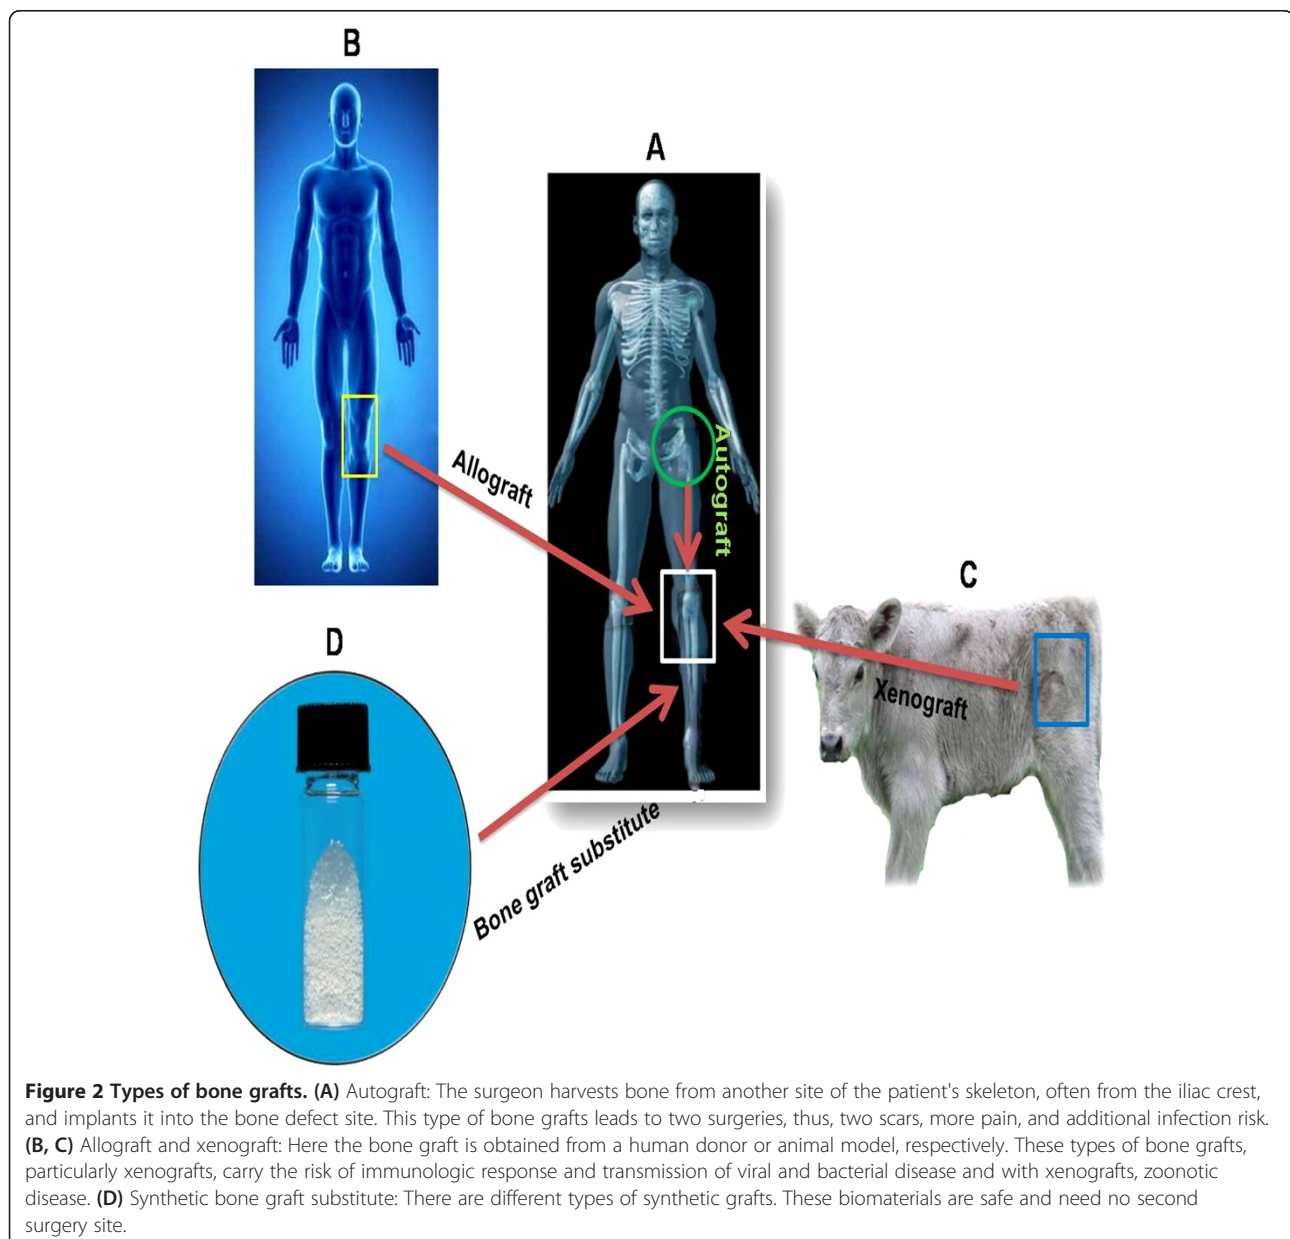 B
A
Autograft
Allograft
C
Xenograft
D
Bone graft substitute
Figure 2 Types of bone grafts. (A) Autograft: The surgeon harvests bone from another site of the patient's skeleton, often from the iliac crest,
and implants it into the bone defect site. This type of bone grafts leads to two surgeries, thus, two scars, more pain, and additional infection risk.
(B, C) Allograft and xenograft: Here the bone graft is obtained from a human donor or animal model, respectively. These types of bone grafts,
particularly xenografts, carry the risk of immunologic response and transmission of viral and bacterial disease and with xenografts, zoonotic
disease. (D) Synthetic bone graft substitute: There are different types of synthetic grafts. These biomaterials are safe and need no second
surgery site.